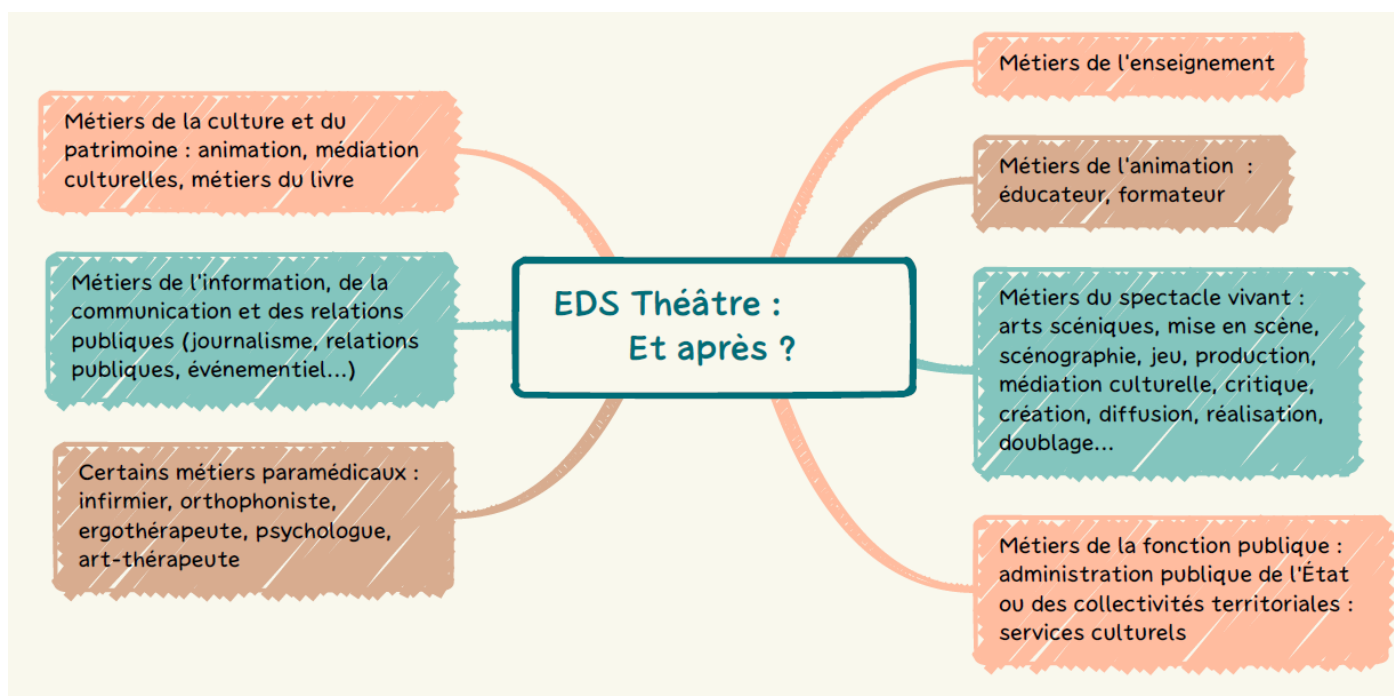 EDS Théâtre :
Et après ?
Métiers de la culture et du
patrimoine : animation, médiation
culturelles, métiers du livre
Métiers de l'information, de la
communication et des relations
publiques (journalisme, relations
publiques, événementiel...)
Certains métiers paramédicaux :
infirmier, orthophoniste,
ergothérapeute, psychologue,
art-thérapeute
Métiers de l'enseignement
Métiers de l'animation :
éducateur, formateur
Métiers du spectacle vivant :
arts scéniques, mise en scène,
scénographie, jeu, production,
médiation culturelle, critique,
création, diffusion, réalisation,
doublage...
Métiers de la fonction publique :
administration publique de l'État
ou des collectivités territoriales :
services culturels